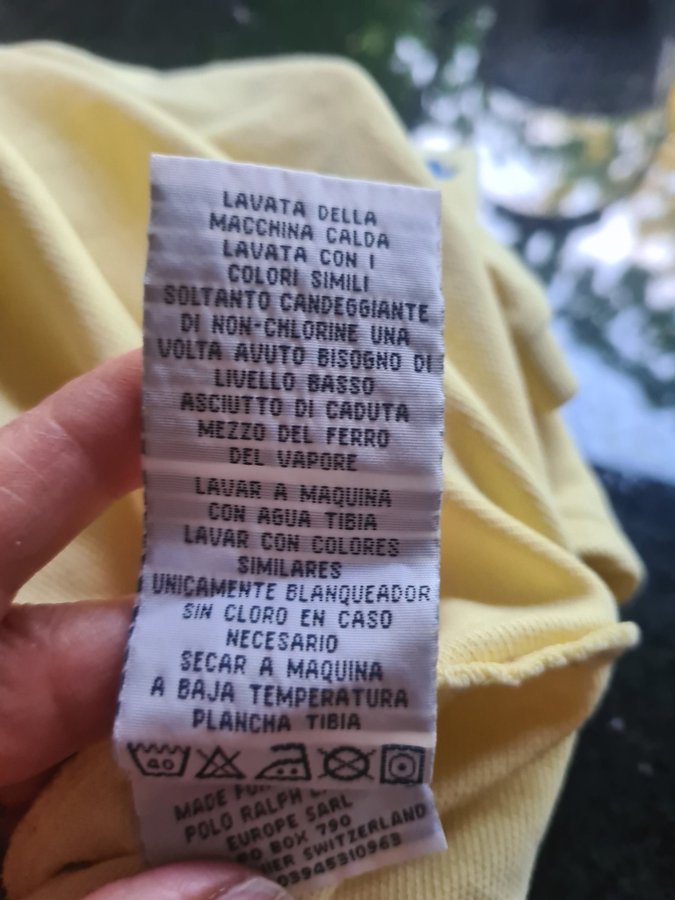 LAVATA DELLA
MACCHINA CALDA
LAVATA CON I
COLORI SIMILI
SOLTANTO CANDEGGIANTE
DI NON-CHLORINE UNA
VOLTA AVUTO BISOGNO DI
LIVELLO BASSO
ASCIUTTO DI CADUTA
MEZZO DEL FERRO
DEL VAPORE
LAVAR A MAQUINA
CON AGUA TIBIA
LAVAR CON COLORES
SIMILARES
UNICAMENTE BLANQUEADOR
SIN CLORO EN CASO
NECESARIO
SECAR A MAQUINA
A BAJA TEMPERATURA
PLANCHA TIBIA
40
MADE FOR
POLO RALPH
EUROPE SARL
BOX 790
SWITZERLAND